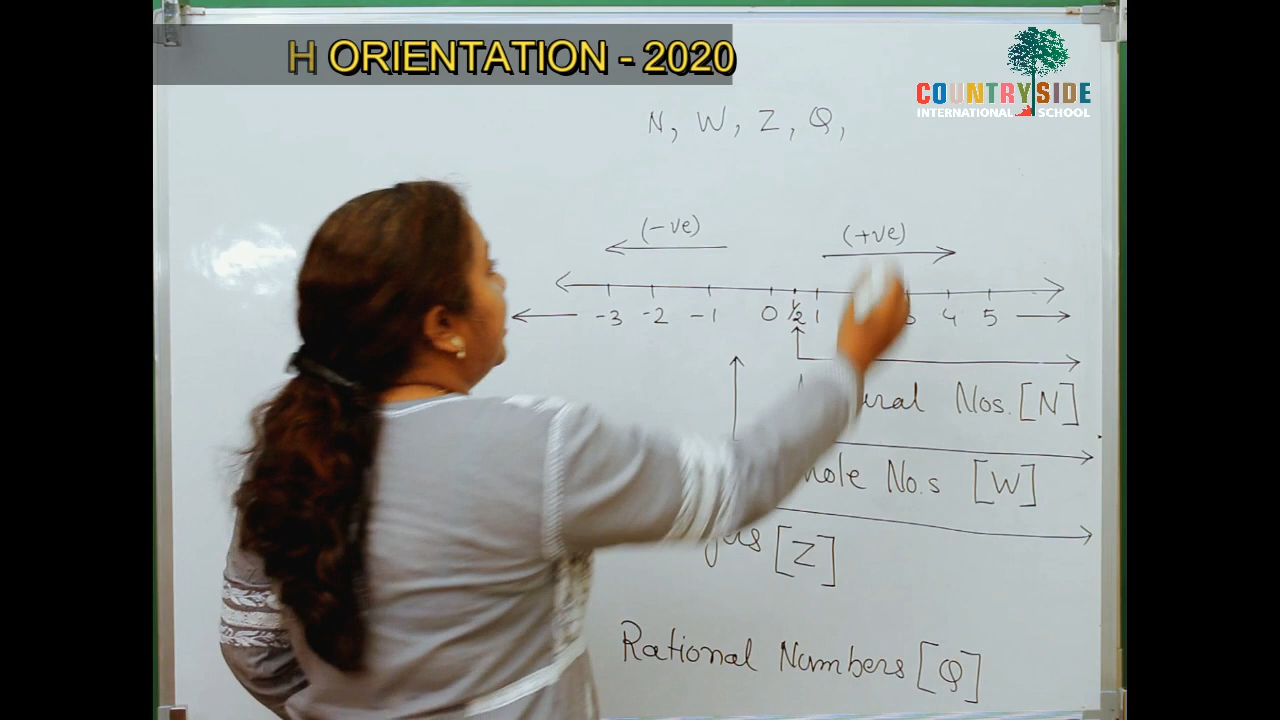 H ORIENTATION - 2020
COUNTRYSIDE
INTERNATIONAL SCHOOL
N, W, Z, Q,
(-ve) (+ve)
-3 -2 -1 0 1/2 1 4 5
Nos. [N]
No.s [W]
[Z]
Rational Numbers [Q]